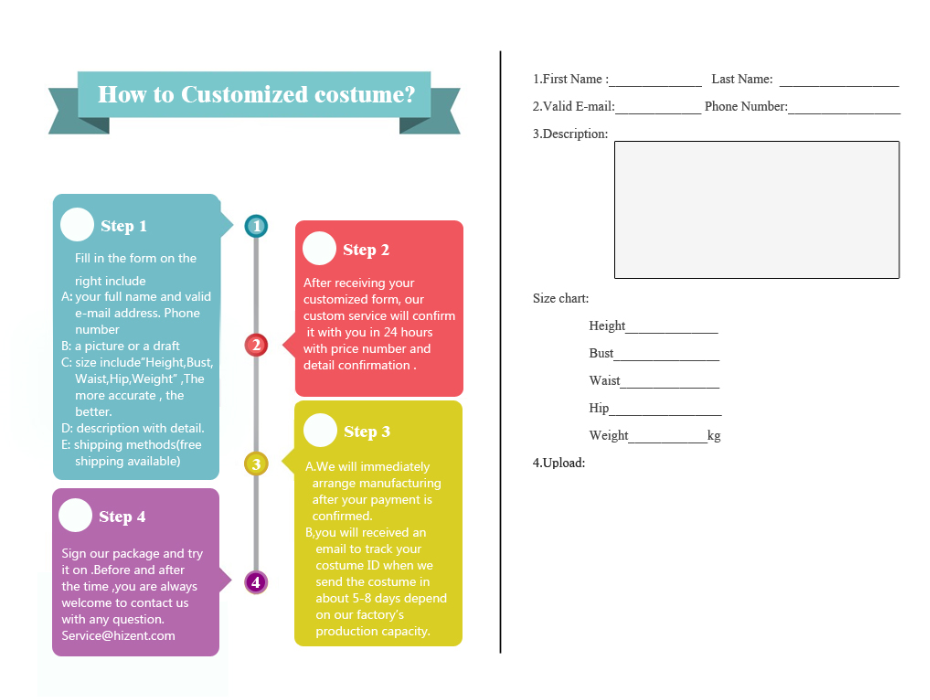 How to Customized costume?
1
Step 1
Fill in the form on the
right include
A: your full name and valid
e-mail address. Phone
number
B: a picture or a draft
C: size include"Height,Bust,
Waist,Hip,Weight" ,The
more accurate , the
better.
D: description with detail.
E: shipping methods(free
shipping available)
2
Step 2
After receiving your
customized form, our
custom service will confirm
it with you in 24 hours
with price number and
detail confirmation .
3
Step 3
A.We will immediately
arrange manufacturing
after your payment is
confirmed.
B,you will received an
email to track your
costume ID when we
send the costume in
about 5-8 days depend
on our factory's
production capacity.
4
Step 4
Sign our package and try
it on .Before and after
the time ,you are always
welcome to contact us
with any question.
Service@hizent.com
1.First Name :______________ Last Name: __________________
2.Valid E-mail:_____________ Phone Number:_________________
3.Description:
Size chart:
Height______________
Bust________________
Waist_______________
Hip_________________
Weight____________kg
4.Upload: